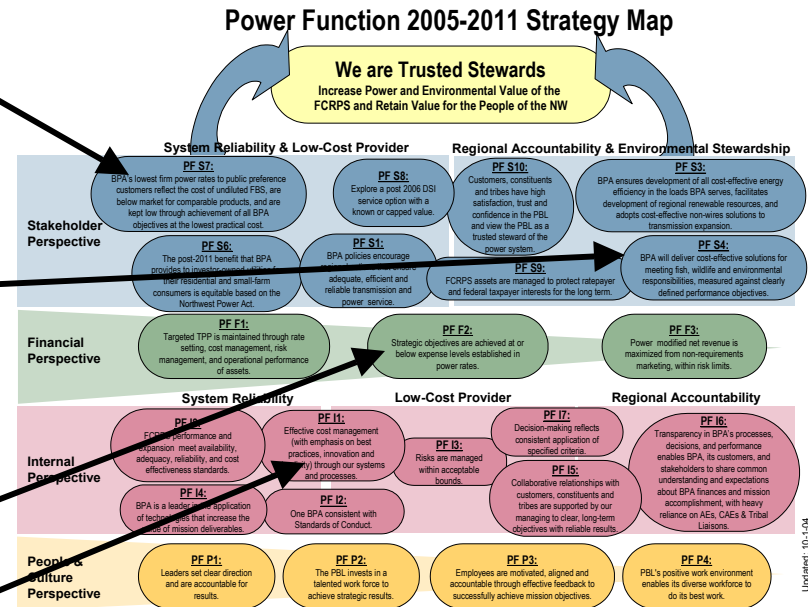 Power Function 2005-2011 Strategy Map
We are Trusted Stewards
Increase Power and Environmental Value of the
FCRPS and Retain Value for the People of the NW
System Reliability & Low-Cost Provider
Regional Accountability & Environmental Stewardship
Stakeholder
Perspective
PF S7:
BPA's lowest firm power rates to public preference
customers reflect the cost of undiluted FBS, are
below market for comparable products, and are
kept low through achievement of all BPA
objectives at the lowest practical cost.
PF S8:
Explore a post 2006 DSI
service option with a
known or capped value.
PF S10:
Customers, constituents
and tribes have high
satisfaction, trust and
confidence in the PBL
and view the PBL as a
trusted steward of the
power system.
PF S3:
BPA ensures development of all cost-effective energy
efficiency in the loads BPA serves, facilitates
development of regional renewable resources, and
adopts cost-effective non-wires solutions to
transmission expansion.
PF S6:
The post-2011 benefit that BPA
provides to
their residential and small-farm
consumers is equitable based on the
Northwest Power Act.
PF S1:
BPA policies encourage
adequate, efficient and
reliable transmission and
power service.
PF S9:
FCRPS assets are managed to protect ratepayer
and federal taxpayer interests for the long term.
PF S4:
BPA will deliver cost-effective solutions for
meeting fish, wildlife and environmental
responsibilities, measured against clearly
defined performance objectives.
Financial
Perspective
PF F1:
Targeted TPP is maintained through rate
setting, cost management, risk
management, and operational performance
of assets.
PF F2:
Strategic objectives are achieved at or
below expense levels established in
power rates.
PF F3:
Power modified net revenue is
maximized from non-requirements
marketing, within risk limits.
System Reliability
Low-Cost Provider
Regional Accountability
Internal
Perspective
PF
performance and
expansion meet availability,
adequacy, reliability, and cost
effectiveness standards.
PF I1:
Effective cost management
(with emphasis on best
practices, innovation and
through our systems
and processes.
PF I3:
Risks are managed
within acceptable
bounds.
PF I7:
Decision-making reflects
consistent application of
specified criteria.
PF I6:
Transparency in BPA's processes,
decisions, and performance
enables BPA, its customers, and
stakeholders to share common
understanding and expectations
about BPA finances and mission
accomplishment, with heavy
reliance on AEs, CAEs & Tribal
Liaisons.
PF I4:
BPA is a leader in application
of technologies that increase the
of mission deliverables.
PF I2:
One BPA consistent with
Standards of Conduct.
PF I5:
Collaborative relationships with
customers, constituents and
tribes are supported by our
managing to clear, long-term
objectives with reliable results.
People &
Culture
Perspective
PF P1:
Leaders set clear direction
and are accountable for
results.
PF P2:
The PBL invests in a
talented work force to
achieve strategic results.
PF P3:
Employees are motivated, aligned and
accountable through effective feedback to
successfully achieve mission objectives.
PF P4:
PBL's positive work environment
enables its diverse workforce to
do its best work.
Updated: 10-1-04